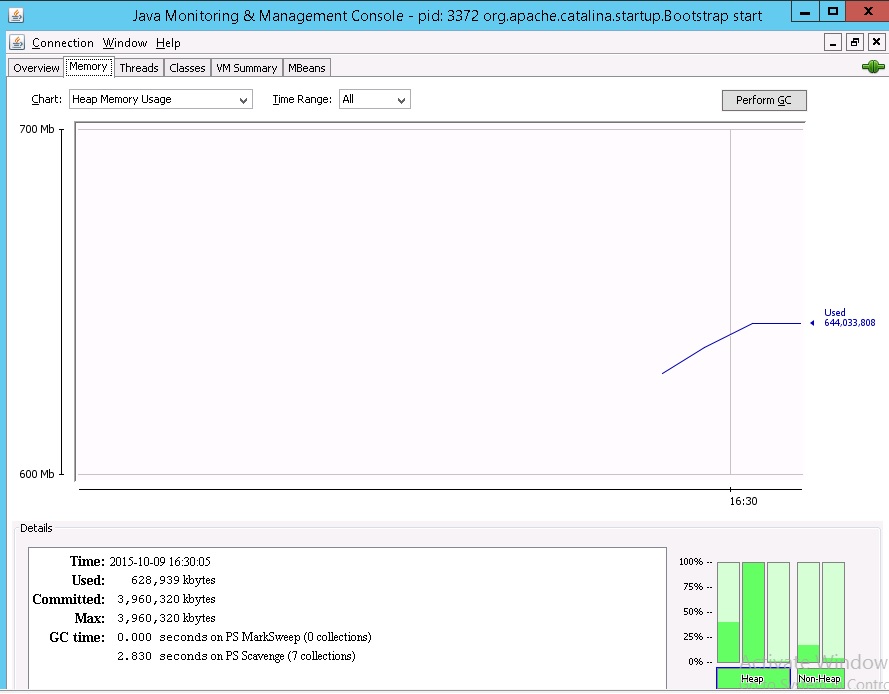 Java Monitoring & Management Console - pid: 3372 org.apache.catalina.startup.Bootstrap start
Connection Window Help
Overview Memory Threads Classes VM Summary MBeans
Chart: Heap Memory Usage Time Range: All Perform GC
700 Mb
Used
644,033,808
600 Mb
16:30
Details
Time: 2015-10-09 16:30:05
Used: 628,939 kbytes
Committed: 3,960,320 kbytes
Max: 3,960,320 kbytes
GC time: 0.000 seconds on PS MarkSweep (0 collections)
2.830 seconds on PS Scavenge (7 collections)
100% --
75% --
50% --
25% --
0% --
Heap Non-Heap
Activate Window